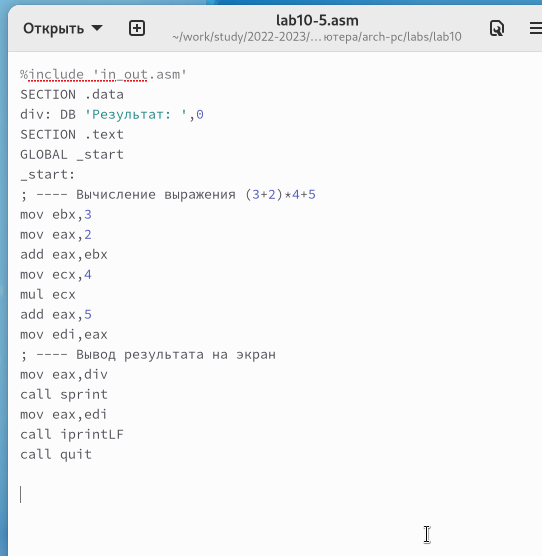 Открыть
lab10-5.asm
~/work/study/2022-2023/...ютера/arch-pc/labs/lab10
%include 'in_out.asm'
SECTION .data
div: DB 'Результат: ',0
SECTION .text
GLOBAL _start
_start:
; ---- Вычисление выражения (3+2)*4+5
mov ebx,3
mov eax,2
add eax,ebx
mov ecx,4
mul ecx
add eax,5
mov edi,eax
; ---- Вывод результата на экран
mov eax,div
call sprint
mov eax,edi
call iprintLF
call quit